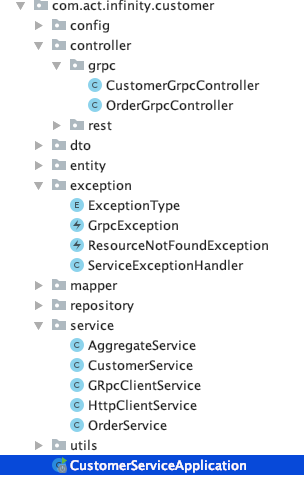 com.act.infinity.customer
config
controller
grpc
CustomerGrpcController
OrderGrpcController
rest
dto
entity
exception
ExceptionType
GrpcException
ResourceNotFoundException
ServiceExceptionHandler
mapper
repository
service
AggregateService
CustomerService
GRpcClientService
HttpClientService
OrderService
utils
CustomerServiceApplication